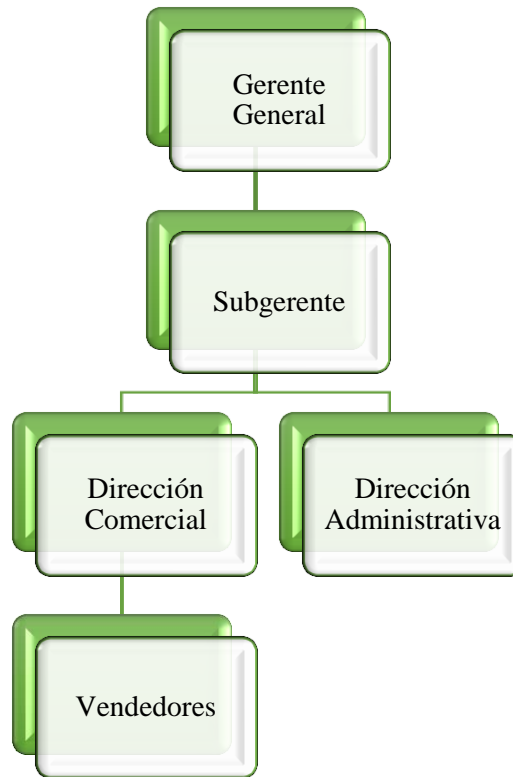 Gerente
General
Subgerente
Dirección
Comercial
Dirección
Administrativa
Vendedores